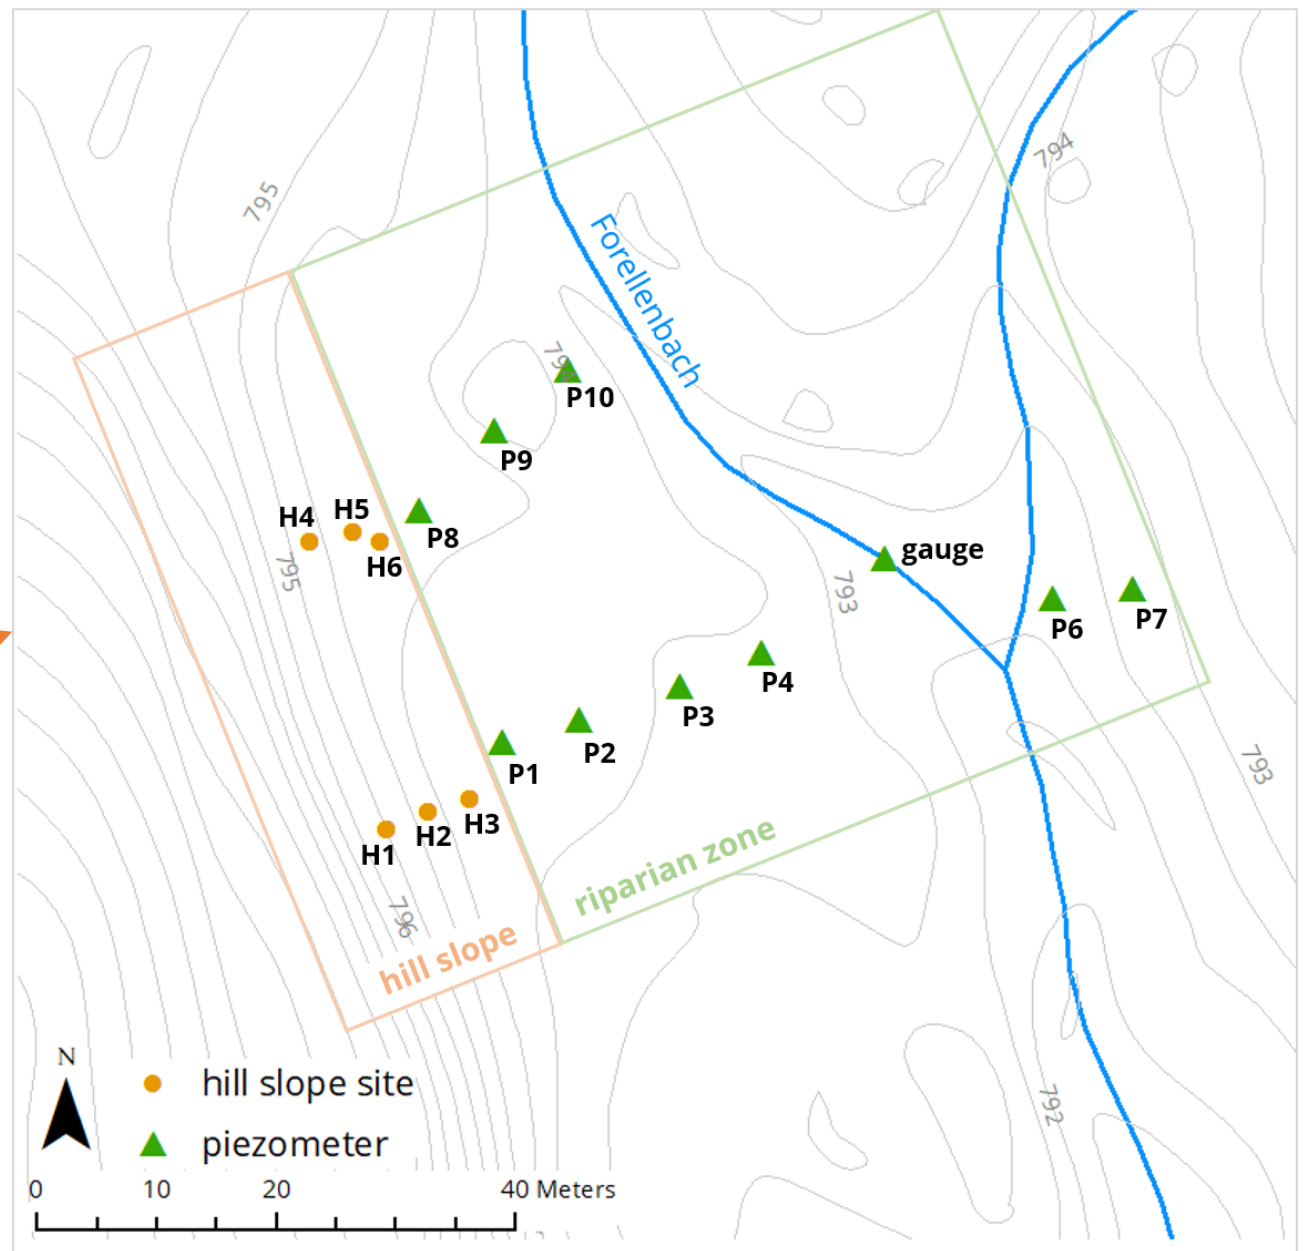 795
794
Forellenbach
P10
P9
H4
H5
P8
H6
795
gauge
793
P6
P7
P4
P3
P2
P1
H3
H2
H1
793
riparian zone
796
hill slope
792
N
hill slope site
piezometer
0 10 20 40 Meters